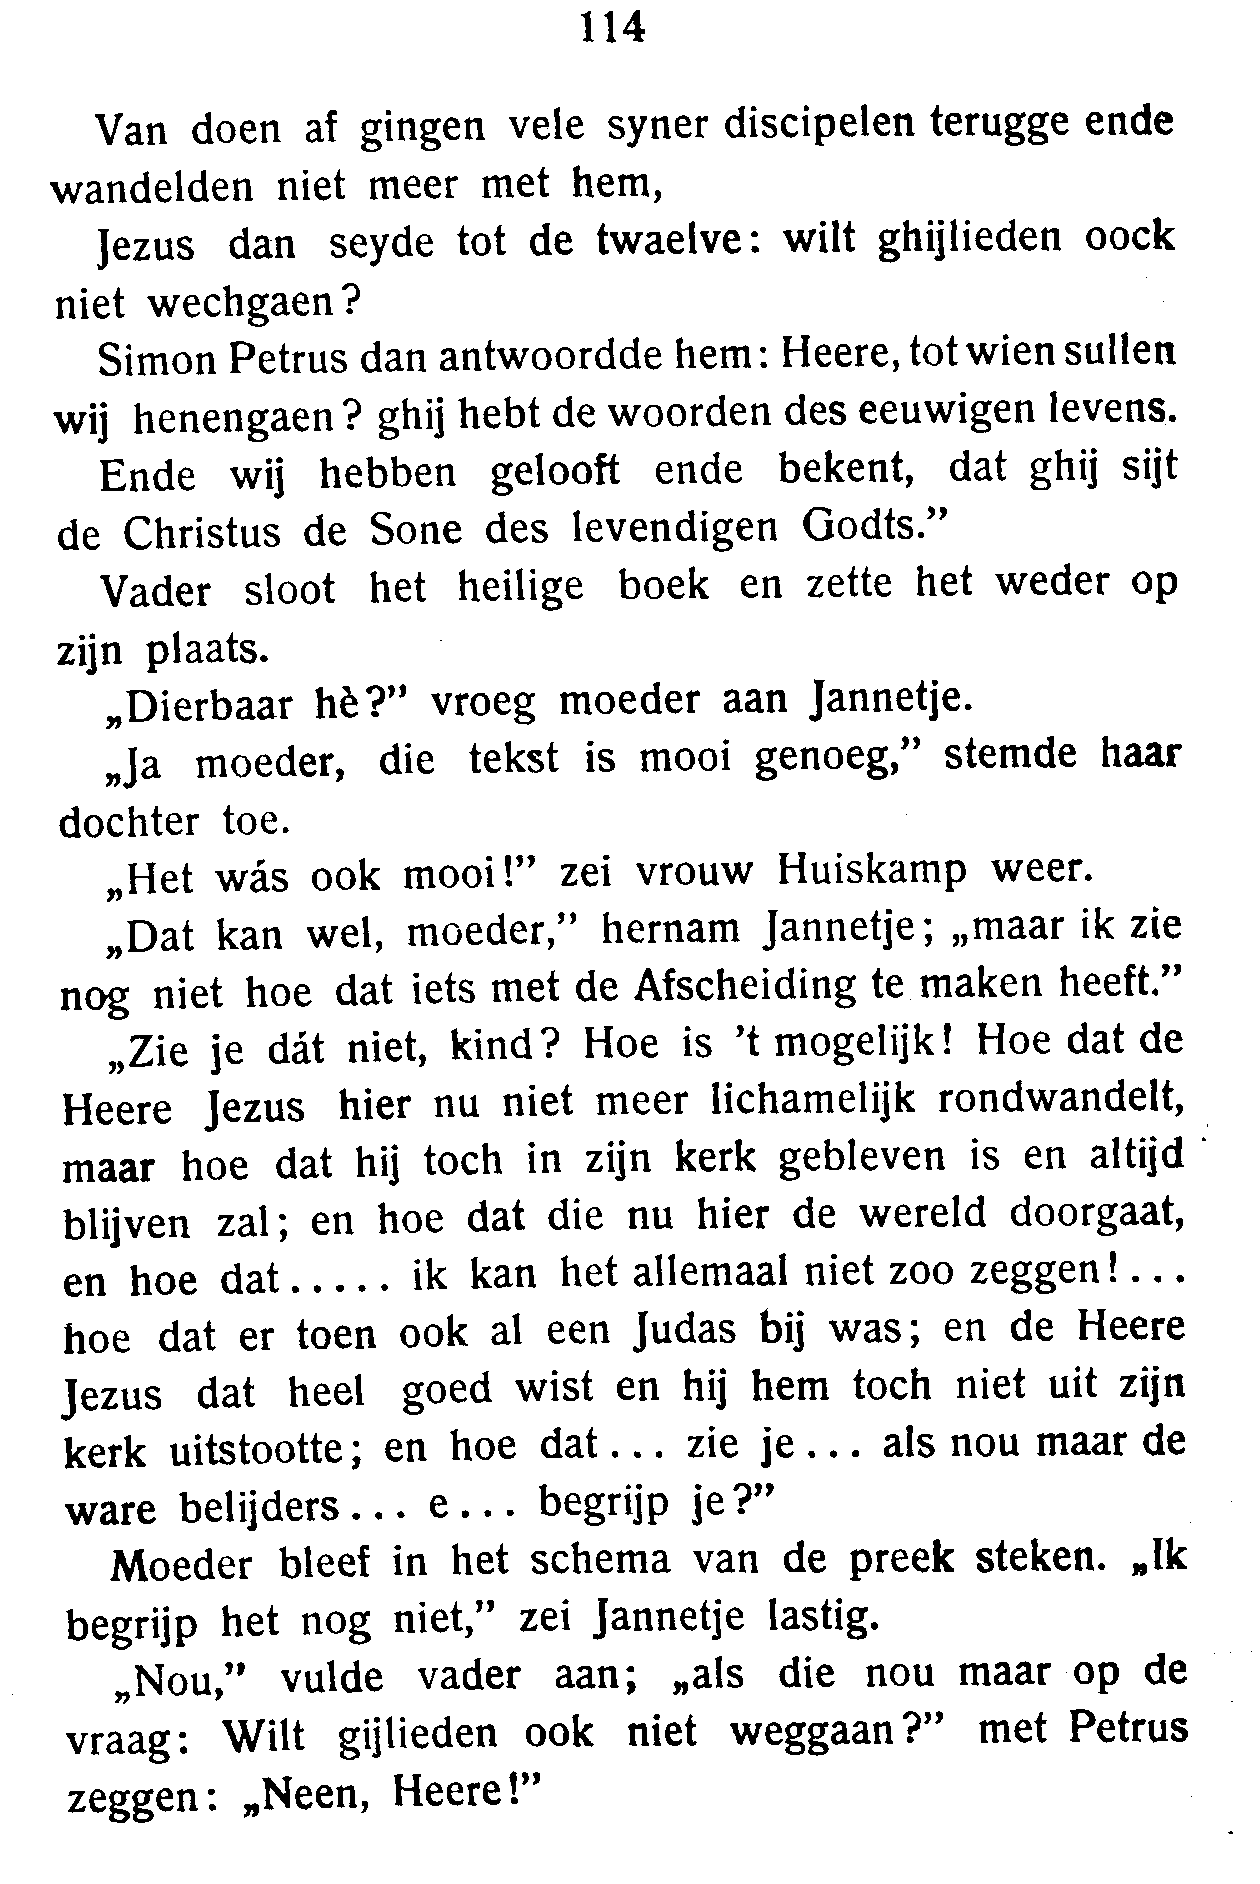 114
Van doen af gingen vele syner discipelen terugge ende
wandelden niet meer met hem,
Jezus dan seyde tot de twaelve: wilt ghijlieden oock
niet wechgaen?
Simon Petrus dan antwoordde hem: Heere, tot wien sullen
wij henengaen? ghij hebt de woorden des eeuwigen levens.
Ende wij hebben gelooft ende bekent, dat ghij sijt
de Christus de Sone des levendigen Godts.”
Vader sloot het heilige boek en zette het weder op
zijn plaats.
„Dierbaar hè?” vroeg moeder aan Jannetje.
„Ja moeder, die tekst is mooi genoeg,” stemde haar
dochter toe.
„Het wás ook mooi!” zei vrouw Huiskamp weer.
„Dat kan wel, moeder,” hernam Jannetje; „maar ik zie
nog niet hoe dat iets met de Afscheiding te maken heeft.”
„Zie je dát niet, kind? Hoe is ’t mogelijk! Hoe dat de
Heere Jezus hier nu niet meer lichamelijk rondwandelt,
maar hoe dat hij toch in zijn kerk gebleven is en altijd
blijven zal; en hoe dat die nu hier de wereld doorgaat,
en hoe dat..... ik kan het allemaal niet zoo zeggen!...
hoe dat er toen ook al een Judas bij was; en de Heere
Jezus dat heel goed wist en hij hem toch niet uit zijn
kerk uitstootte; en hoe dat... zie je... als nou maar de
ware belijders... e... begrijp je?”
Moeder bleef in het schema van de preek steken. „Ik
begrijp het nog niet,” zei Jannetje lastig.
„Nou,” vulde vader aan; „als die nou maar op de
vraag: Wilt gijlieden ook niet weggaan?” met Petrus
zeggen: „Neen, Heere!”